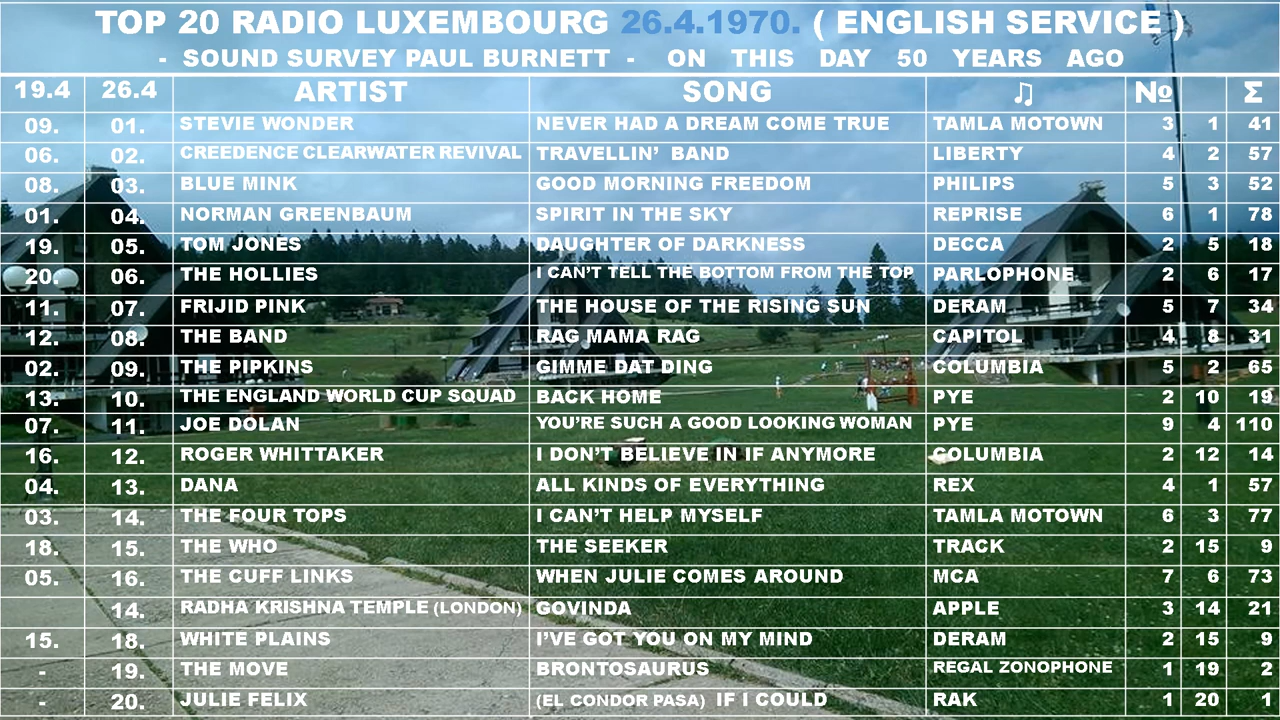 TOP 20 RADIO LUXEMBOURG 26.4.1970. ( ENGLISH SERVICE )
- SOUND SURVEY PAUL BURNETT - ON THIS DAY 50 YEARS AGO
19.4 26.4 ARTIST SONG ♫ № Σ
09. 01. STEVIE WONDER NEVER HAD A DREAM COME TRUE TAMLA MOTOWN 3 1 41
06. 02. CREEDENCE CLEARWATER REVIVAL TRAVELLIN’ BAND LIBERTY 4 2 57
08. 03. BLUE MINK GOOD MORNING FREEDOM PHILIPS 5 3 52
01. 04. NORMAN GREENBAUM SPIRIT IN THE SKY REPRISE 6 1 78
19. 05. TOM JONES DAUGHTER OF DARKNESS DECCA 2 5 18
20. 06. THE HOLLIES I CAN’T TELL THE BOTTOM FROM THE TOP PARLOPHONE 2 6 17
11. 07. FRIJID PINK THE HOUSE OF THE RISING SUN DERAM 5 7 34
12. 08. THE BAND RAG MAMA RAG CAPITOL 4 8 31
02. 09. THE PIPKINS GIMME DAT DING COLUMBIA 5 2 65
13. 10. THE ENGLAND WORLD CUP SQUAD BACK HOME PYE 2 10 19
07. 11. JOE DOLAN YOU’RE SUCH A GOOD LOOKING WOMAN PYE 9 4 110
16. 12. ROGER WHITTAKER I DON’T BELIEVE IN IF ANYMORE COLUMBIA 2 12 14
04. 13. DANA ALL KINDS OF EVERYTHING REX 4 1 57
03. 14. THE FOUR TOPS I CAN’T HELP MYSELF TAMLA MOTOWN 6 3 77
18. 15. THE WHO THE SEEKER TRACK 2 15 9
05. 16. THE CUFF LINKS WHEN JULIE COMES AROUND MCA 7 6 73
14. RADHA KRISHNA TEMPLE (LONDON) GOVINDA APPLE 3 14 21
15. 18. WHITE PLAINS I’VE GOT YOU ON MY MIND DERAM 2 15 9
- 19. THE MOVE BRONTOSAURUS REGAL ZONOPHONE 1 19 2
- 20. JULIE FELIX (EL CONDOR PASA) IF I COULD RAK 1 20 1